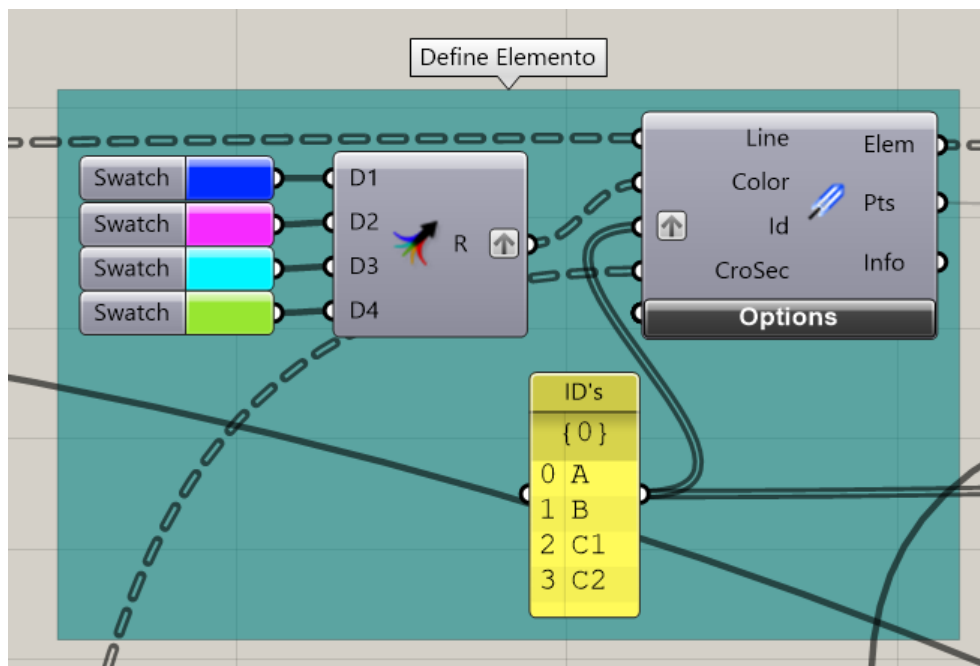 Define Elemento
Swatch
Swatch
Swatch
Swatch
D1
D2
D3
D4
R
Line
Color
Id
CroSec
Elem
Pts
Info
Options
ID's
{0}
0 A
1 B
2 C1
3 C2